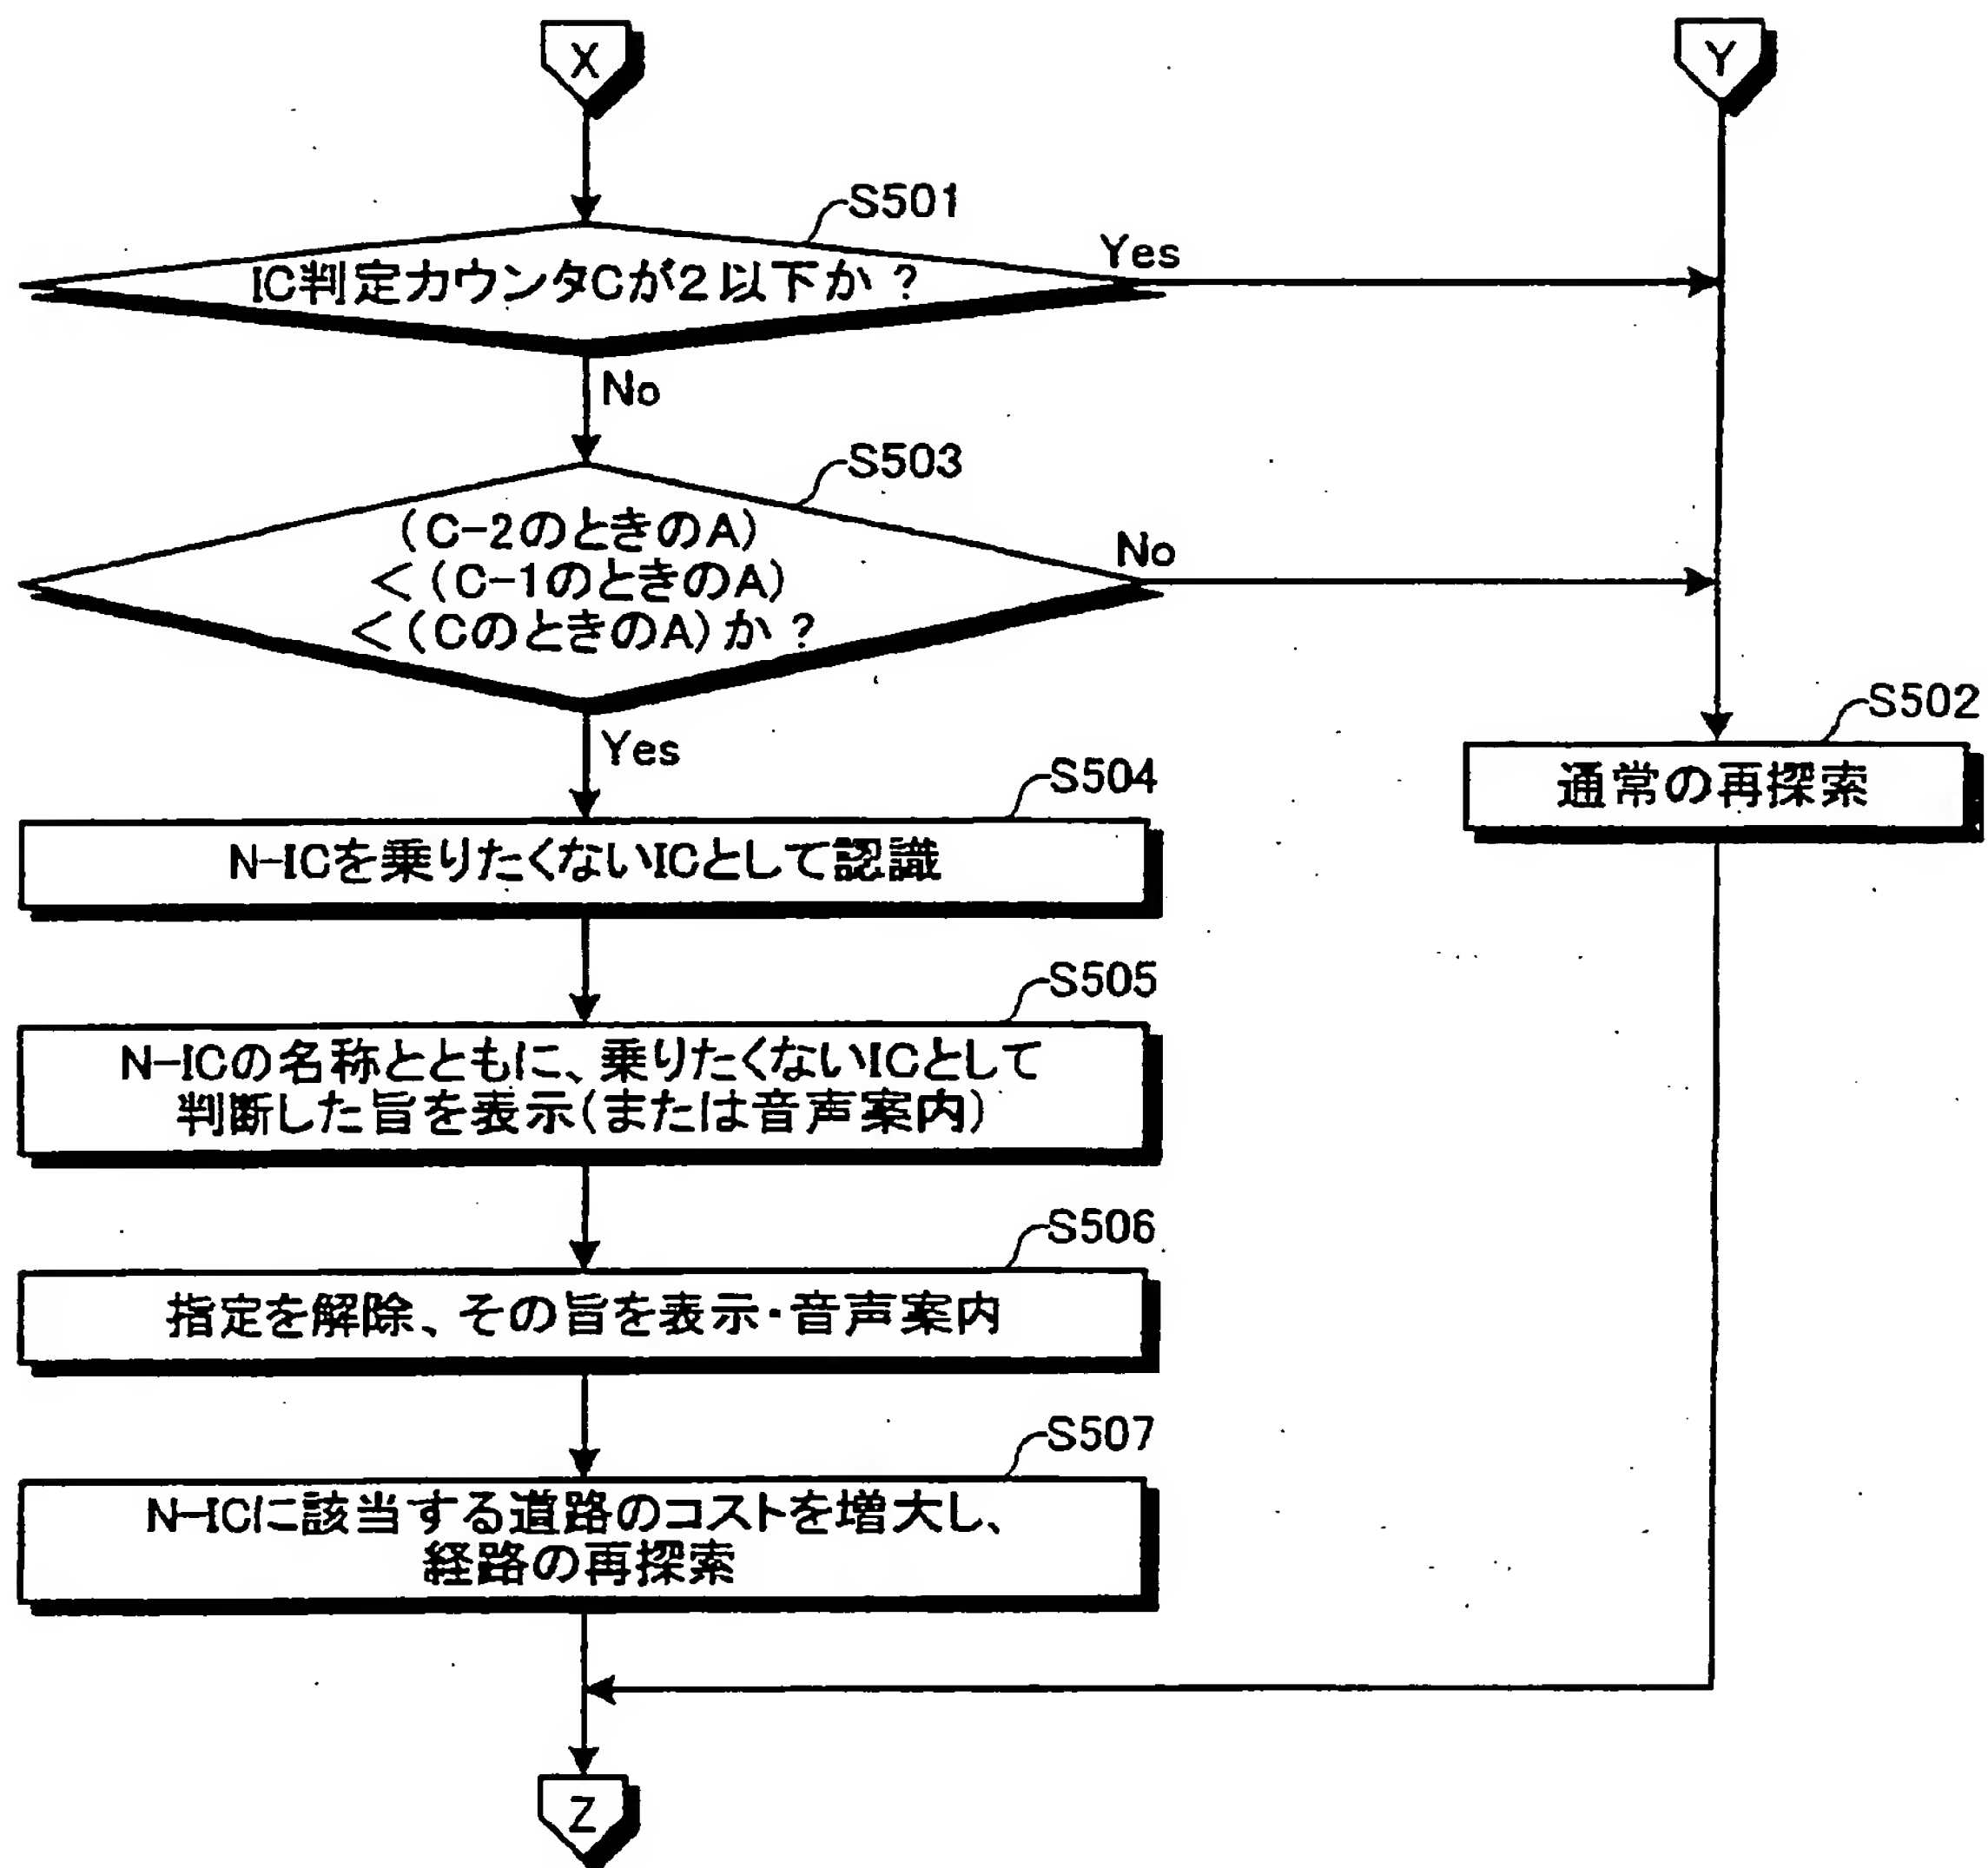 X
Y
S501
IC判定カウンタCが2以下か？
Yes
No
S503
(C-2のときのA)
＜(C-1のときのA)
＜(CのときのA)か？
No
Yes
S502
通常の再探索
S504
N-ICを乗りたくないICとして認識
S505
N-ICの名称とともに、乗りたくないICとして
判断した旨を表示(または音声案内)
S506
指定を解除、その旨を表示・音声案内
S507
N-ICに該当する道路のコストを増大し、
経路の再探索
Z